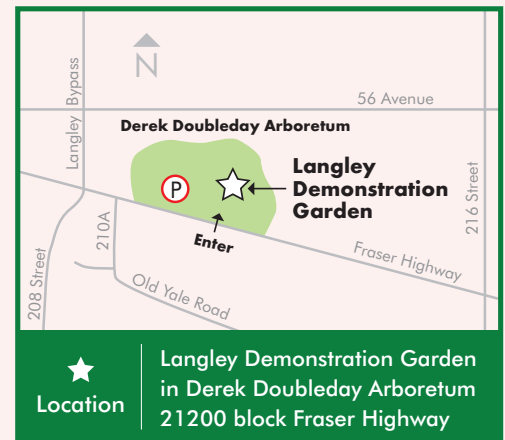 N
Langley Bypass
56 Avenue
Derek Doubleday Arboretum
P
Langley
Demonstration
Garden
Enter
216 Street
210A
Fraser Highway
208 Street
Old Yale Road
Location
Langley Demonstration Garden
in Derek Doubleday Arboretum
21200 block Fraser Highway